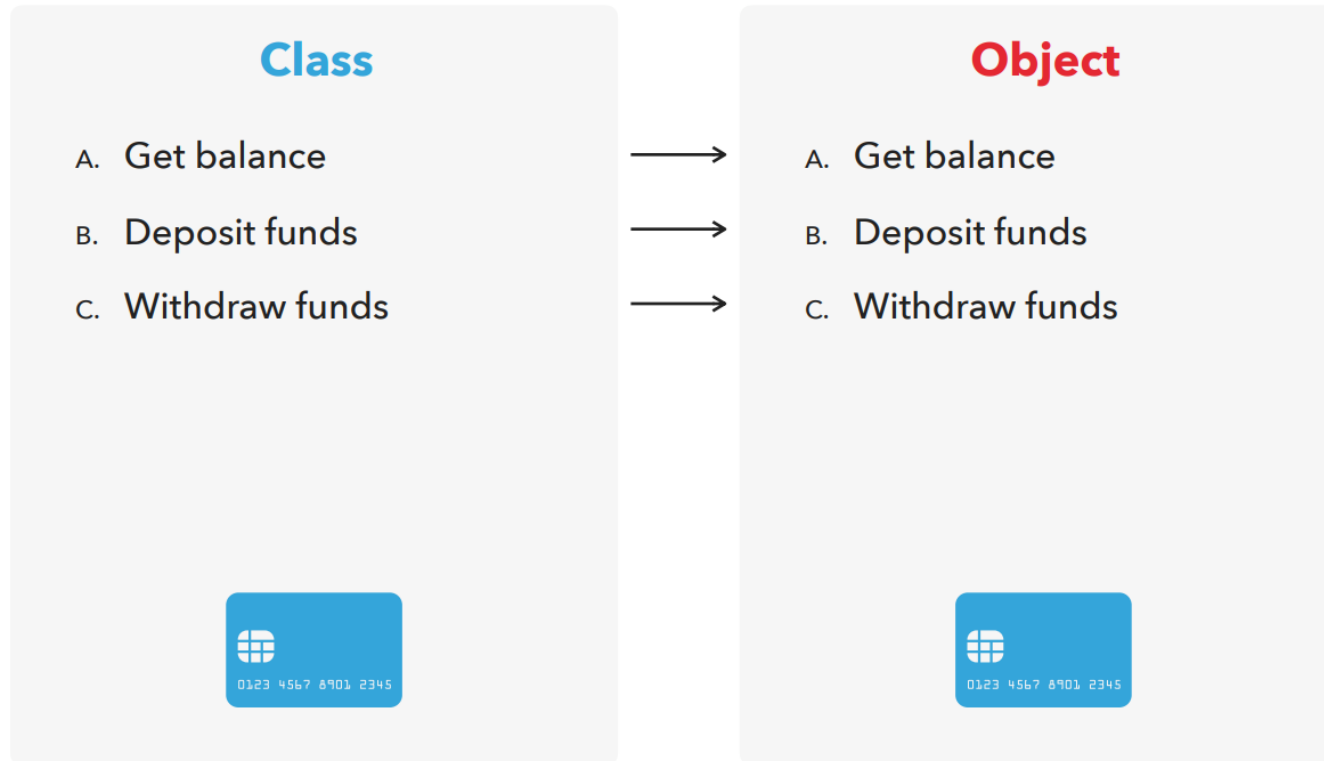 Class
A. Get balance
B. Deposit funds
C. Withdraw funds
0123 4567 8901 2345
Object
A. Get balance
B. Deposit funds
C. Withdraw funds
0123 4567 8901 2345